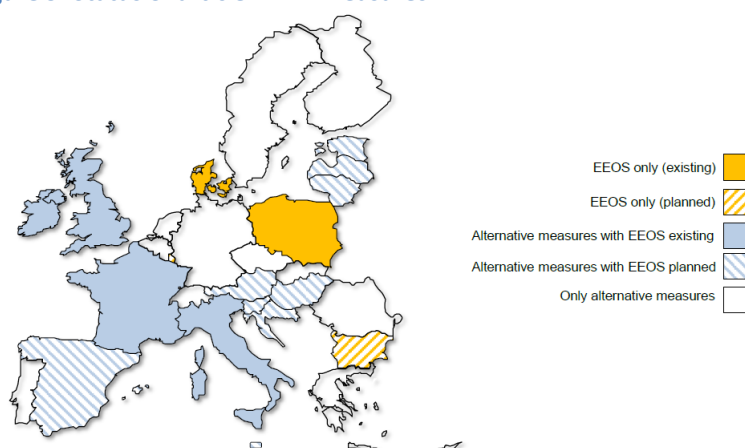 EEOS only (existing)
EEOS only (planned)
Alternative measures with EEOS existing
Alternative measures with EEOS planned
Only alternative measures